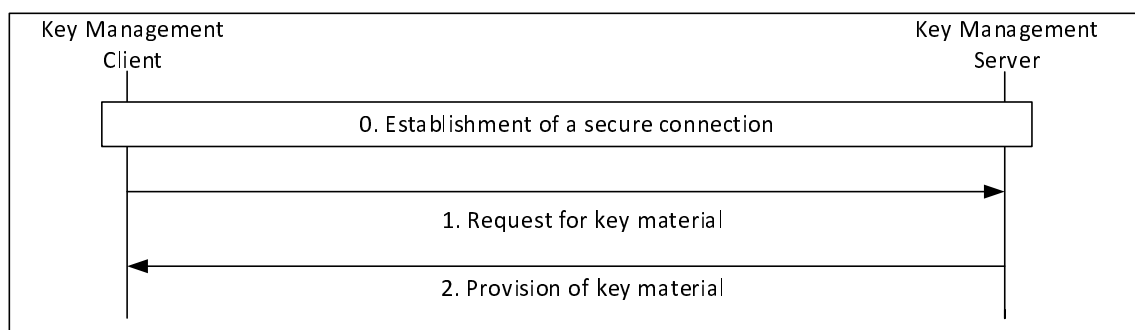 Key Management
Client
Key Management
Server
0. Establishment of a secure connection
1. Request for key material
2. Provision of key material